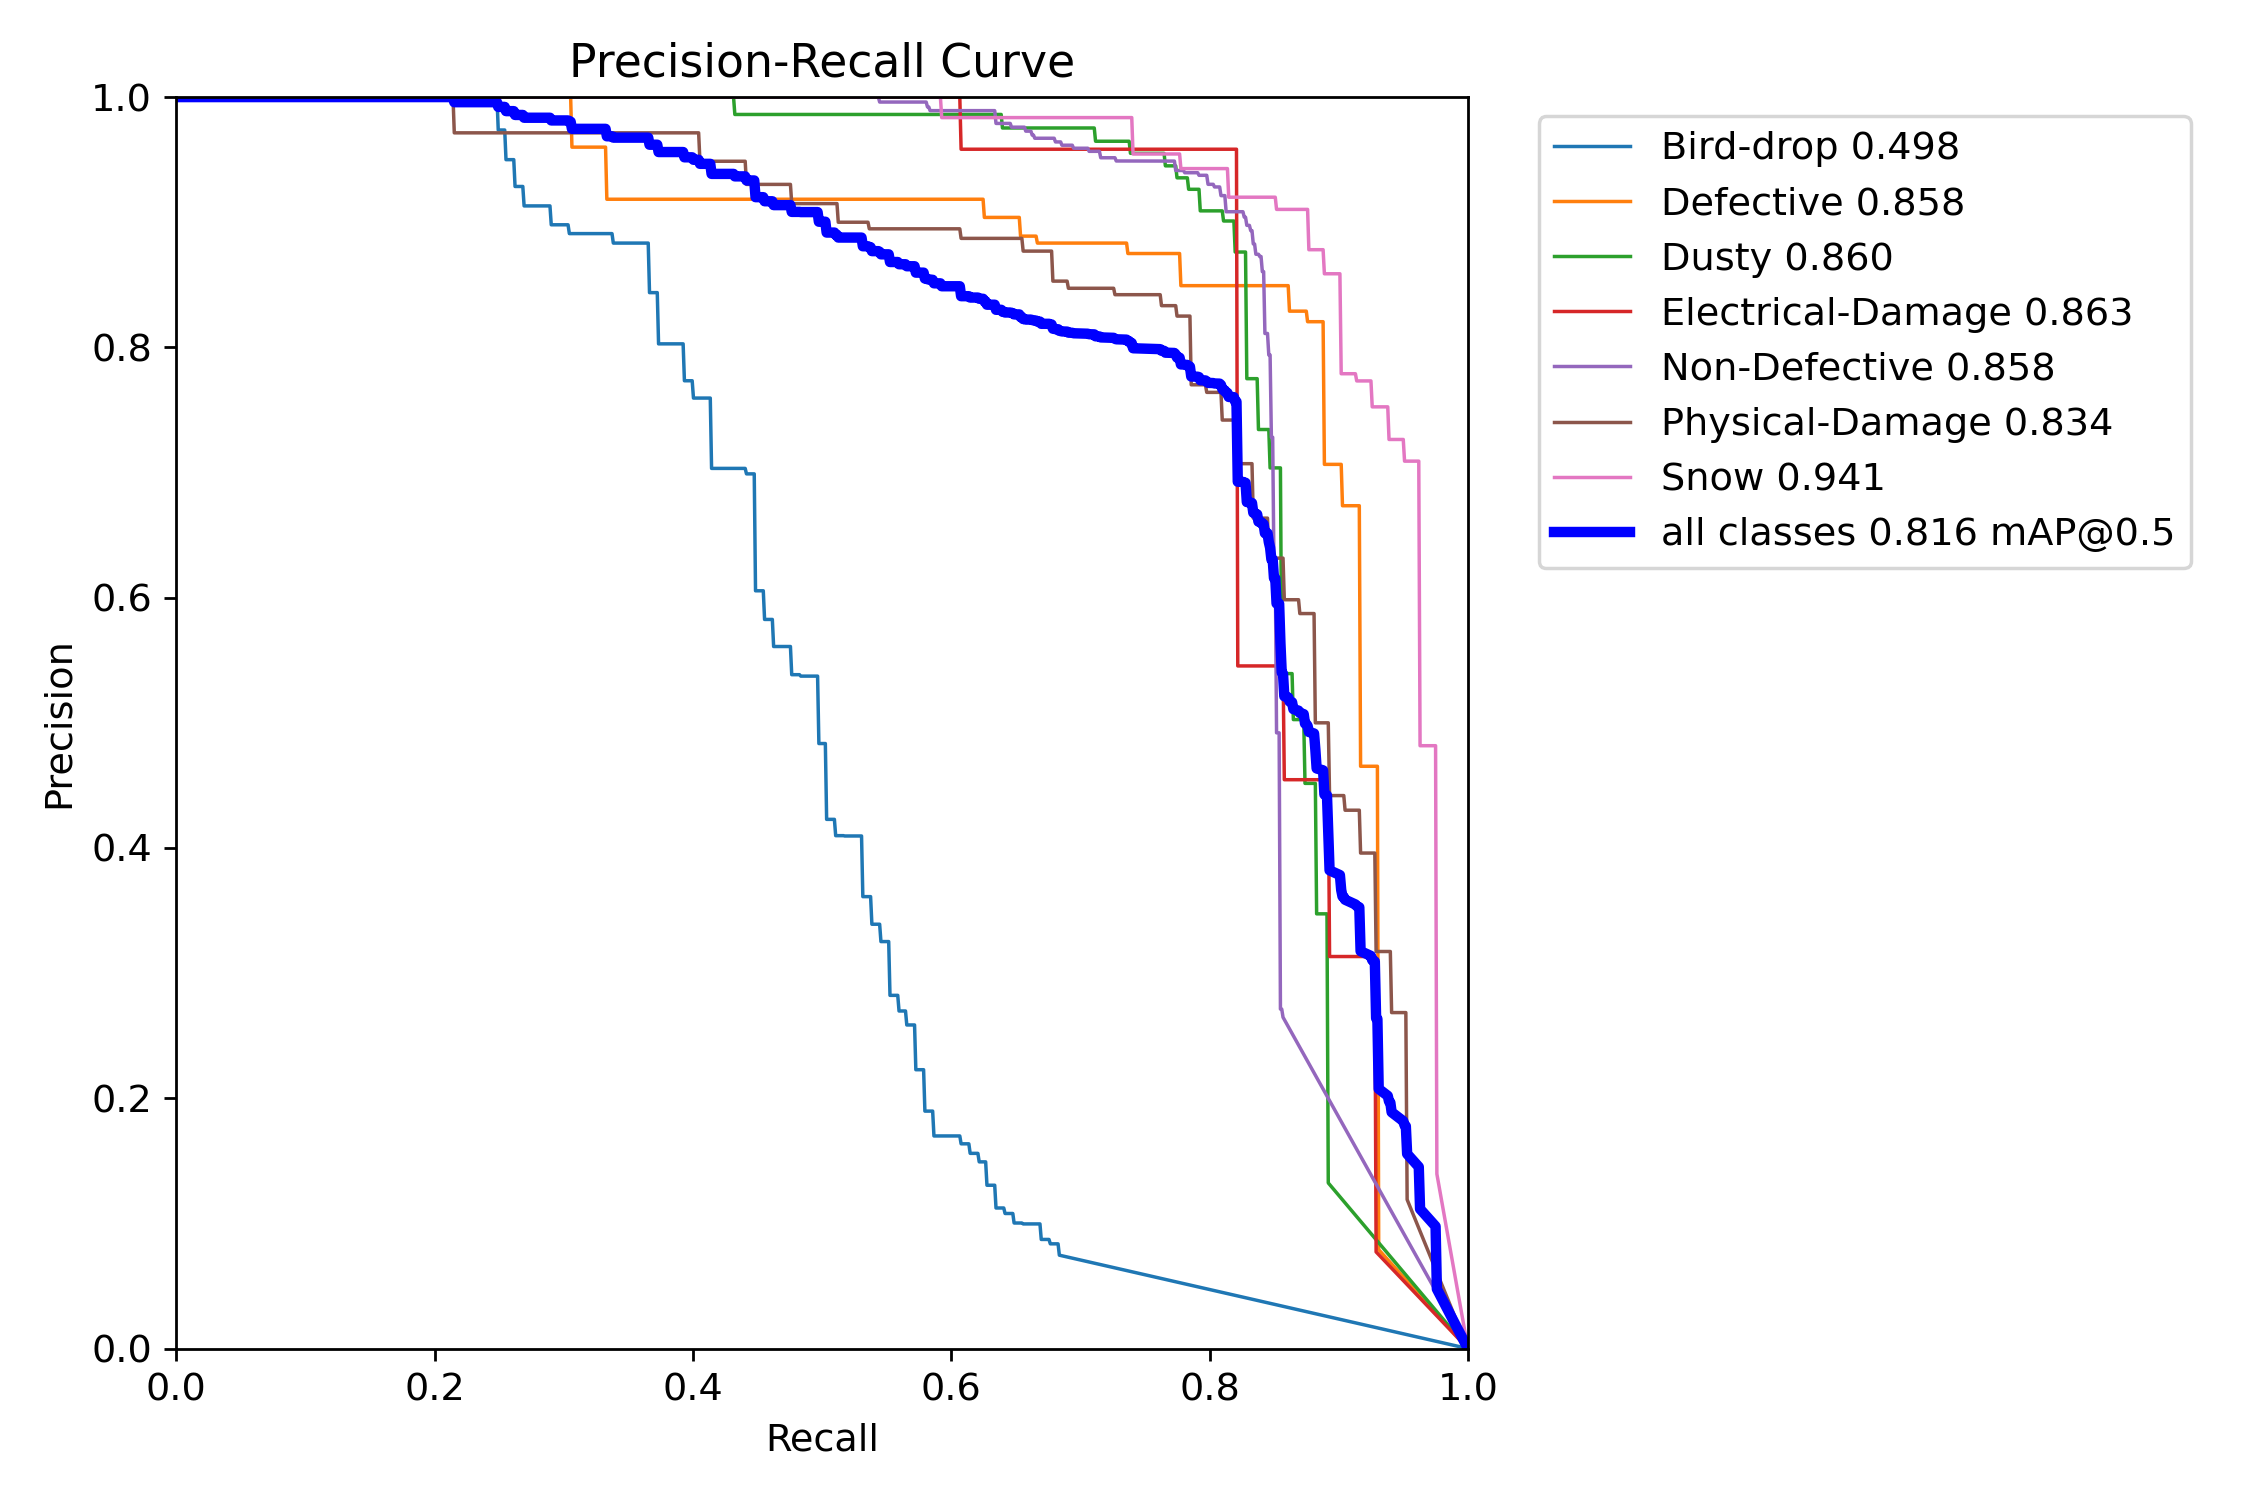 Precision-Recall Curve
1.0
0.8
0.6
0.4
0.2
0.0
Precision
0.0 0.2 0.4 0.6 0.8 1.0
Recall
Bird-drop 0.498
Defective 0.858
Dusty 0.860
Electrical-Damage 0.863
Non-Defective 0.858
Physical-Damage 0.834
Snow 0.941
all classes 0.816 mAP@0.5